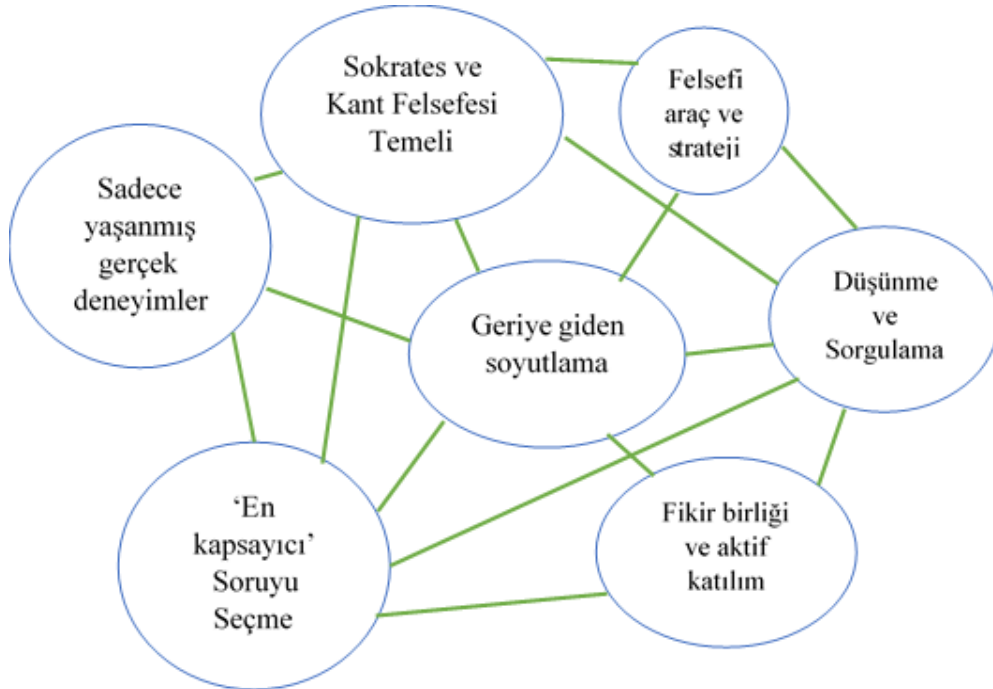 Sokrates ve
Kant Felsefesi
Temeli
Felsefi
araç ve
strateji
Sadece
yaşanmış
gerçek
deneyimler
Geriye giden
soyutlama
Düşünme
ve
Sorgulama
‘En
kapsayıcı’
Soruyu
Seçme
Fikir birliği
ve aktif
katılım